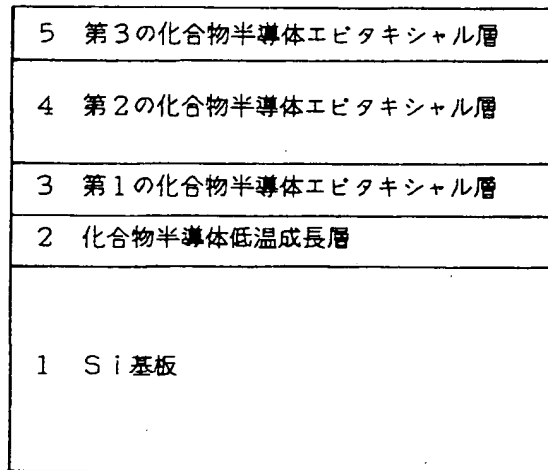 5 第3の化合物半導体エピタキシャル層
4 第2の化合物半導体エピタキシャル層
3 第1の化合物半導体エピタキシャル層
2 化合物半導体低温成長層
1 Si基板